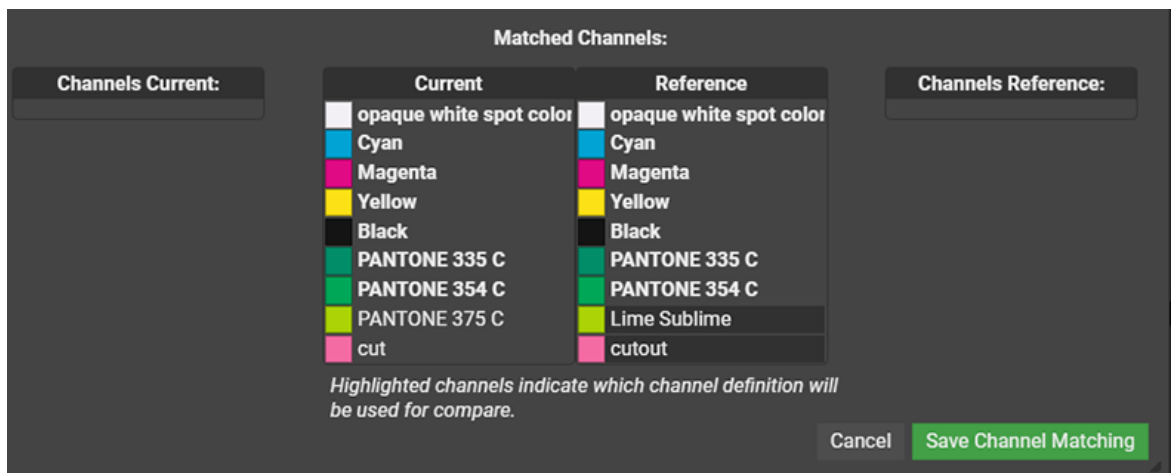 Matched Channels:
Channels Current:
Current
Reference
Channels Reference:
opaque white spot color
opaque white spot color
Cyan
Cyan
Magenta
Magenta
Yellow
Yellow
Black
Black
PANTONE 335 C
PANTONE 335 C
PANTONE 354 C
PANTONE 354 C
PANTONE 375 C
Lime Sublime
cut
cutout
Highlighted channels indicate which channel definition will
be used for compare.
Cancel
Save Channel Matching